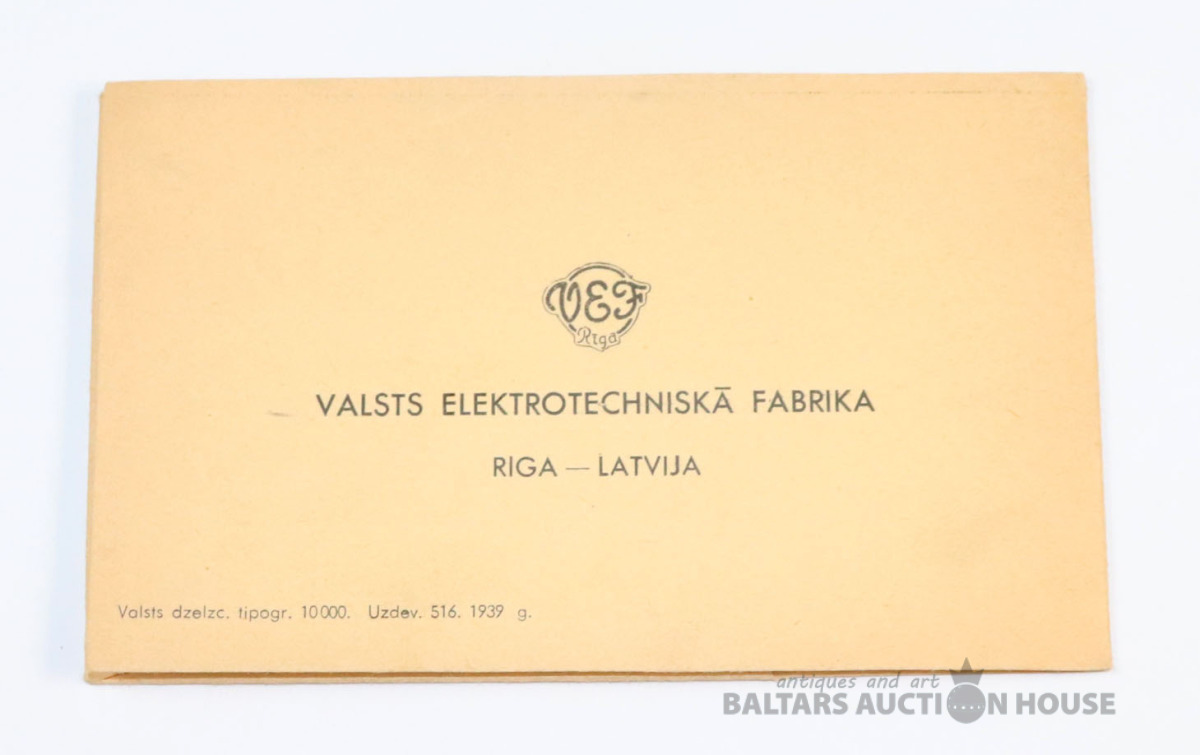 VEF
Rīgā
VALSTS ELEKTROTECHNISKĀ FABRIKA
RIGA — LATVIJA
Valsts dzelzc. tipogr. 10000. Uzdev. 516. 1939 g.
antiques and art
BALTARS AUCTION HOUSE